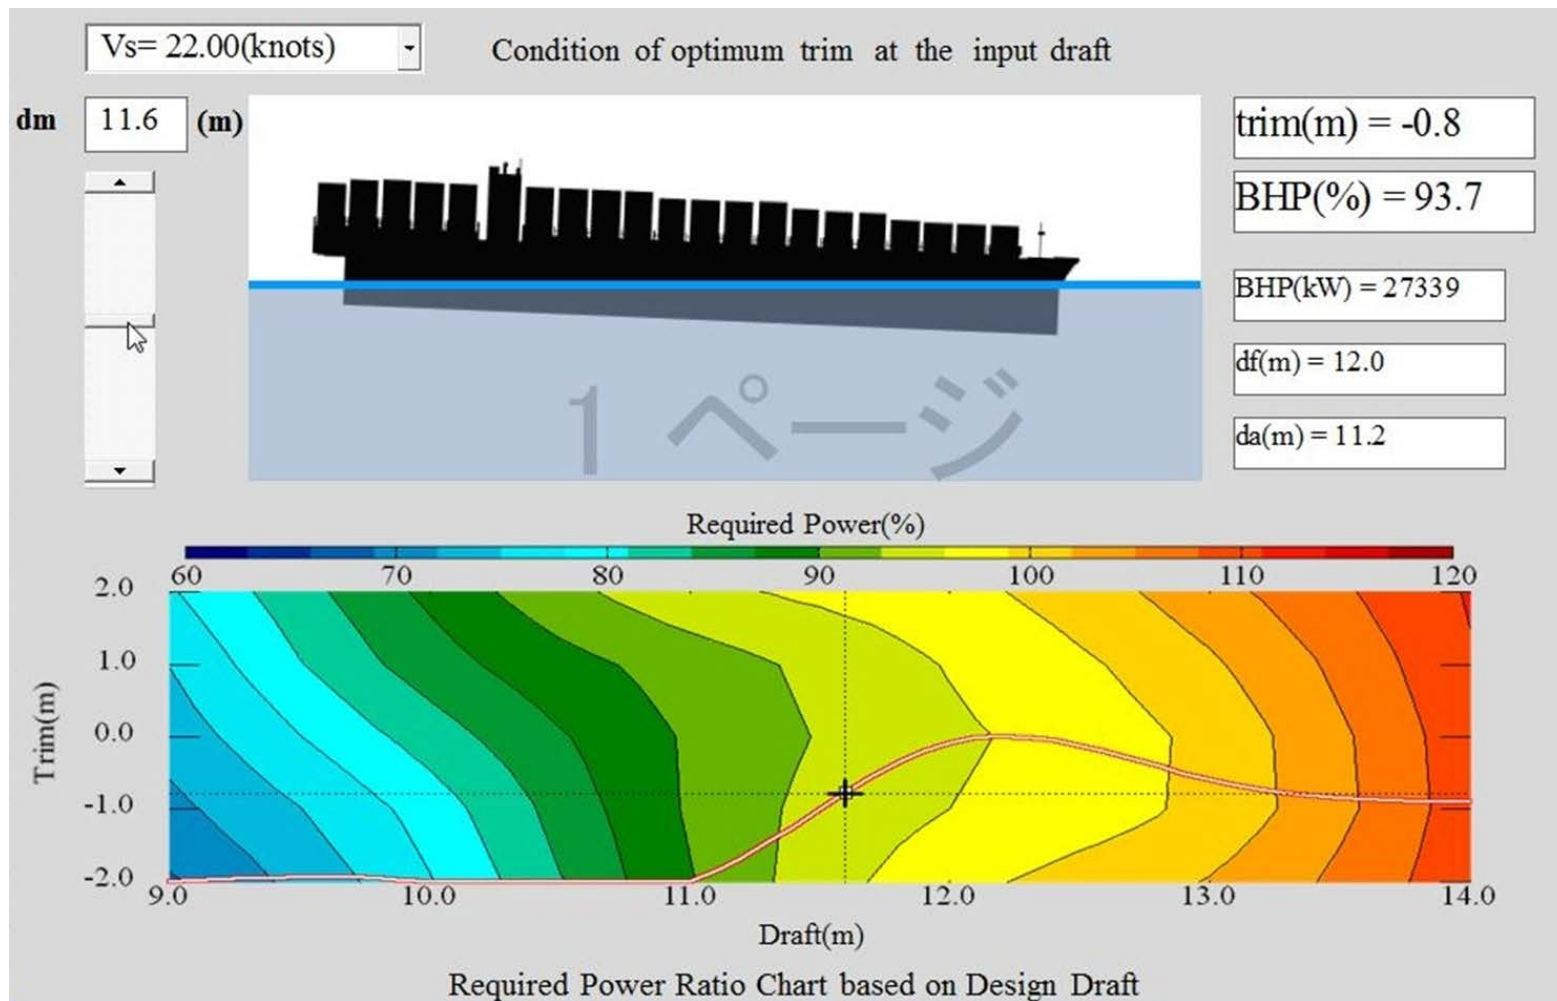 Vs= 22.00(knots)
Condition of optimum trim at the input draft
dm 11.6 (m)
trim(m) = -0.8
BHP(%) = 93.7
BHP(kW) = 27339
df(m) = 12.0
da(m) = 11.2
1 ページ
Required Power(%)
60 70 80 90 100 110 120
2.0
1.0
0.0
-1.0
-2.0
Trim(m)
9.0 10.0 11.0 12.0 13.0 14.0
Draft(m)
Required Power Ratio Chart based on Design Draft